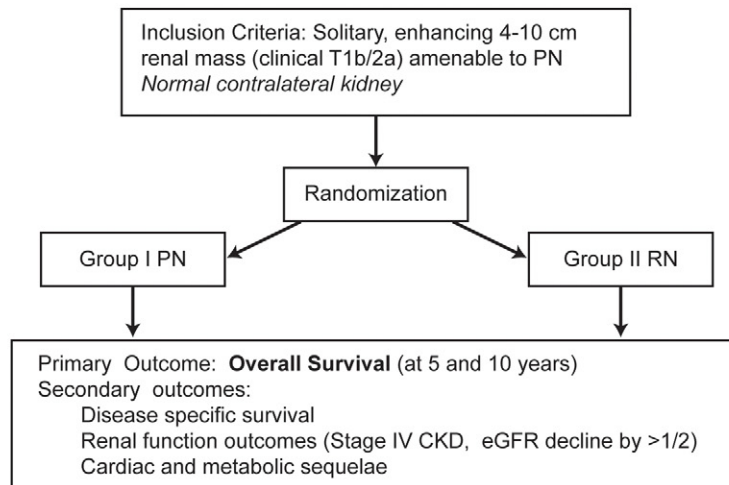 Inclusion Criteria: Solitary, enhancing 4-10 cm
renal mass (clinical T1b/2a) amenable to PN
Normal contralateral kidney
Randomization
Group I PN
Group II RN
Primary Outcome: Overall Survival (at 5 and 10 years)
Secondary outcomes:
Disease specific survival
Renal function outcomes (Stage IV CKD, eGFR decline by >1/2)
Cardiac and metabolic sequelae